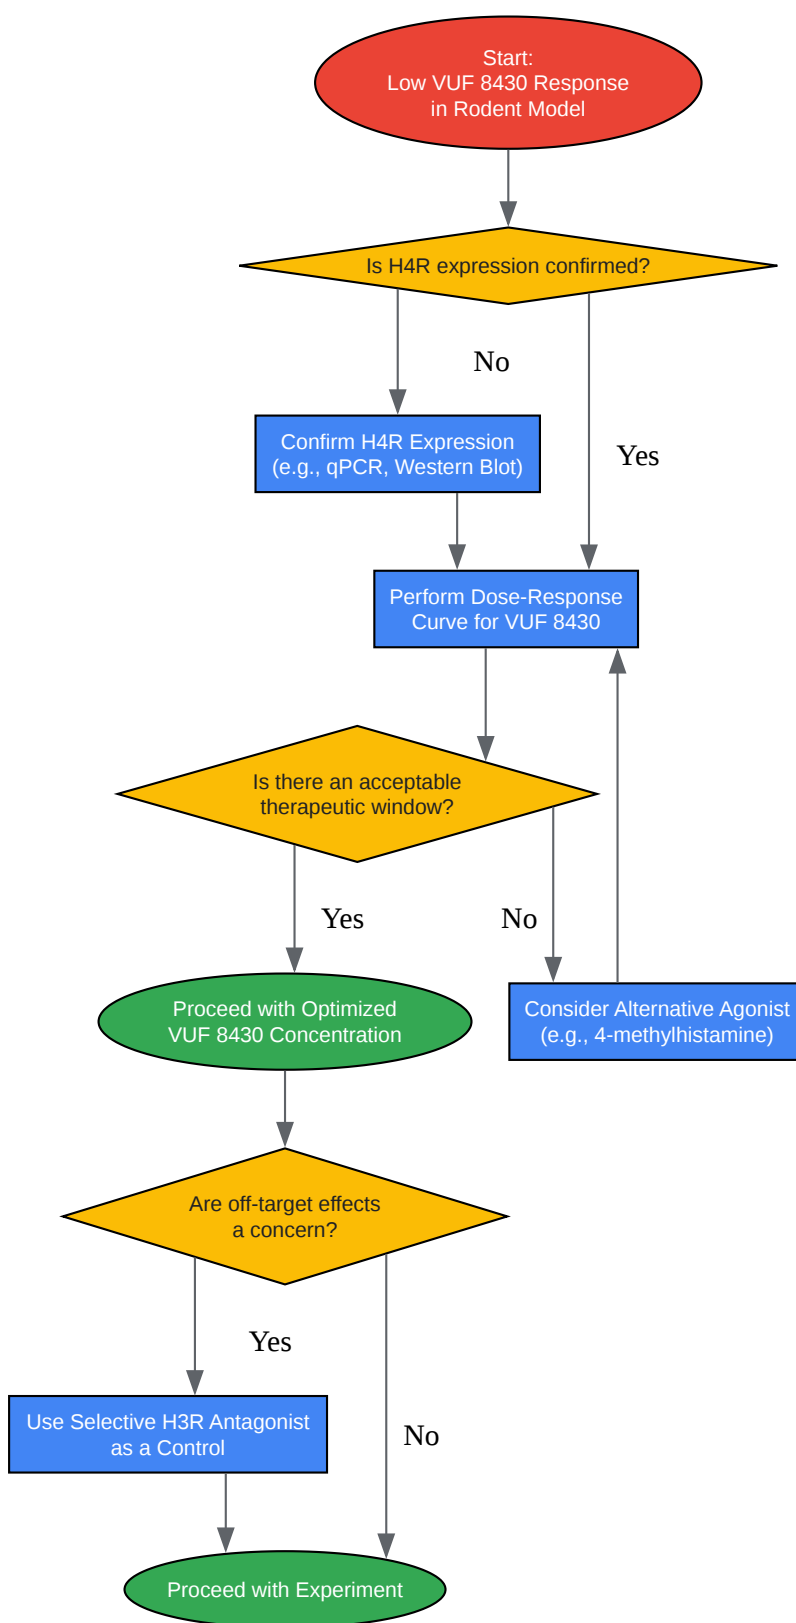 Start:
Low VUF 8430 Response
in Rodent Model
Is H4R expression confirmed?
No
Confirm H4R Expression
(e.g., qPCR, Western Blot)
Yes
Perform Dose-Response
Curve for VUF 8430
Is there an acceptable
therapeutic window?
Yes
No
Proceed with Optimized
VUF 8430 Concentration
Consider Alternative Agonist
(e.g., 4-methylhistamine)
Are off-target effects
a concern?
Yes
Use Selective H3R Antagonist
as a Control
No
Proceed with Experiment